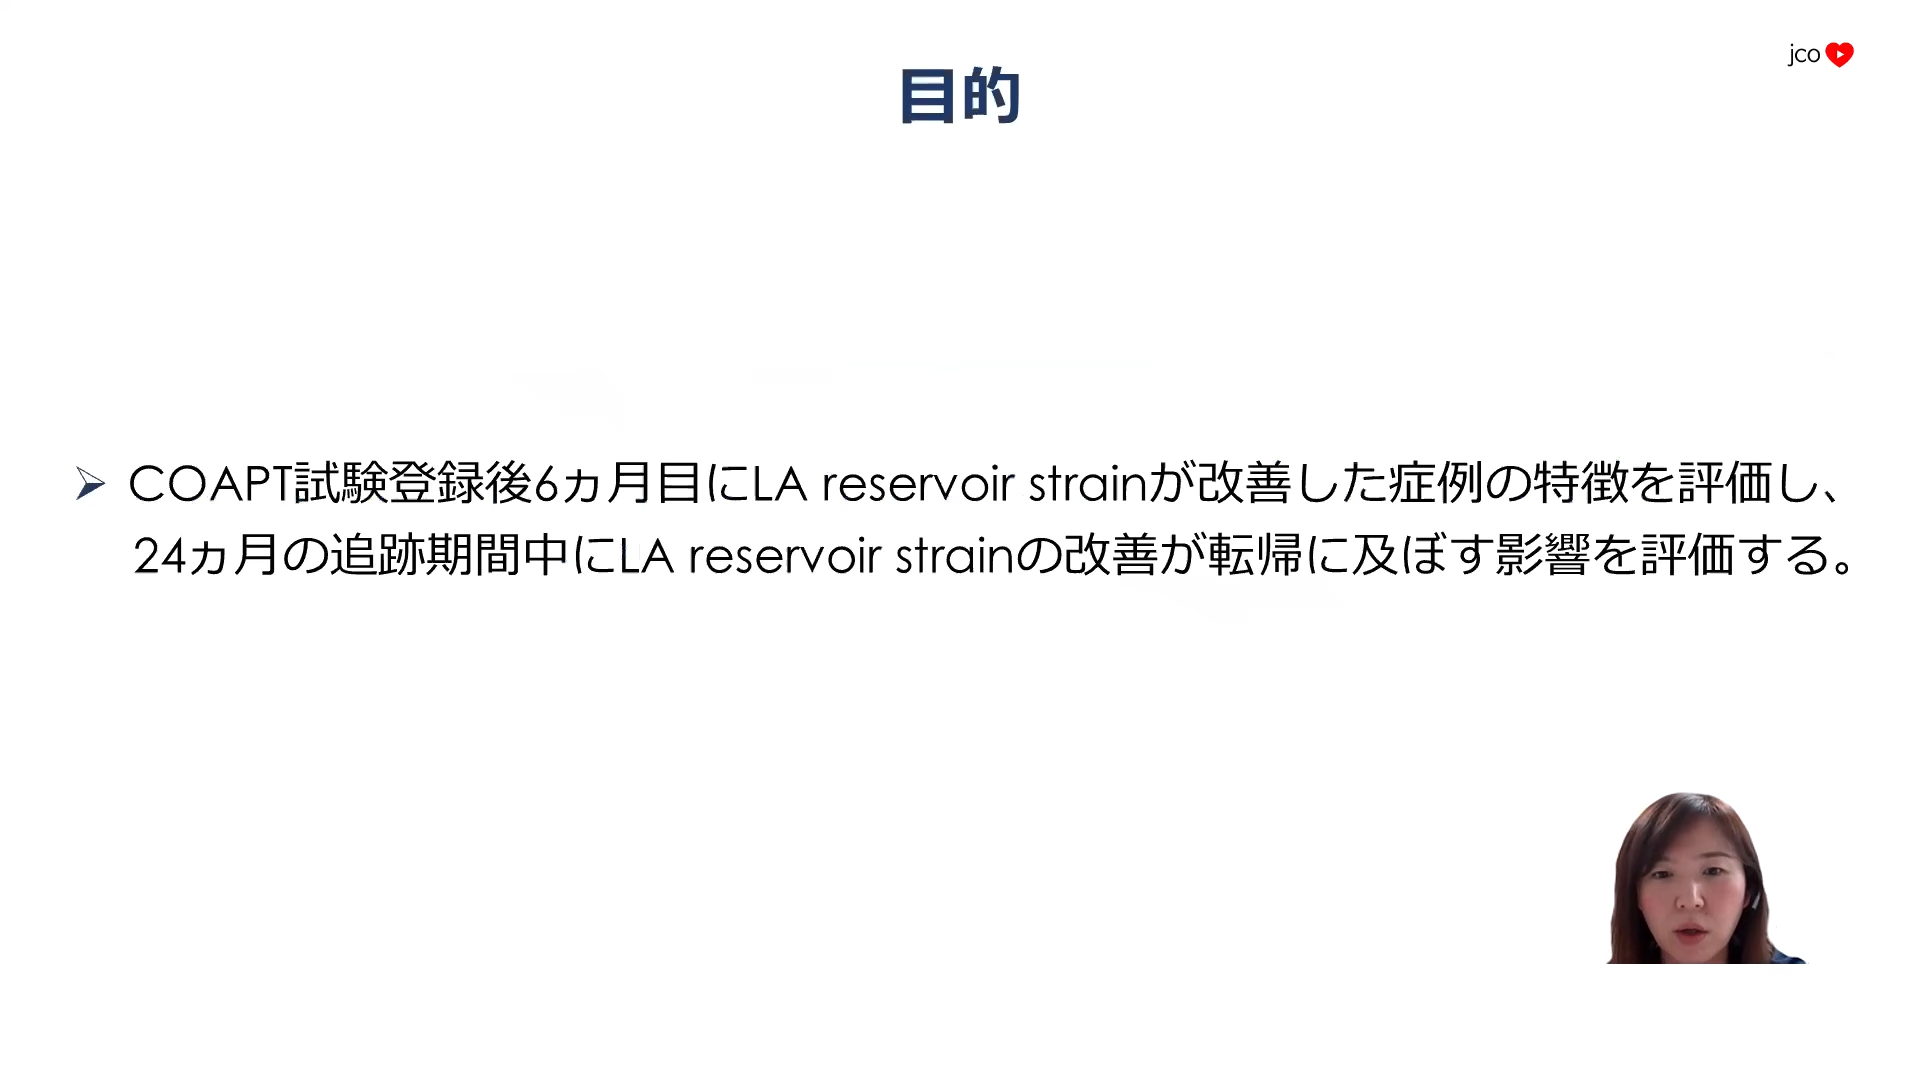 jco
目的
➢ COAPT試験登録後6ヵ月目にLA reservoir strainが改善した症例の特徴を評価し、
24ヵ月の追跡期間中にLA reservoir strainの改善が転帰に及ぼす影響を評価する。